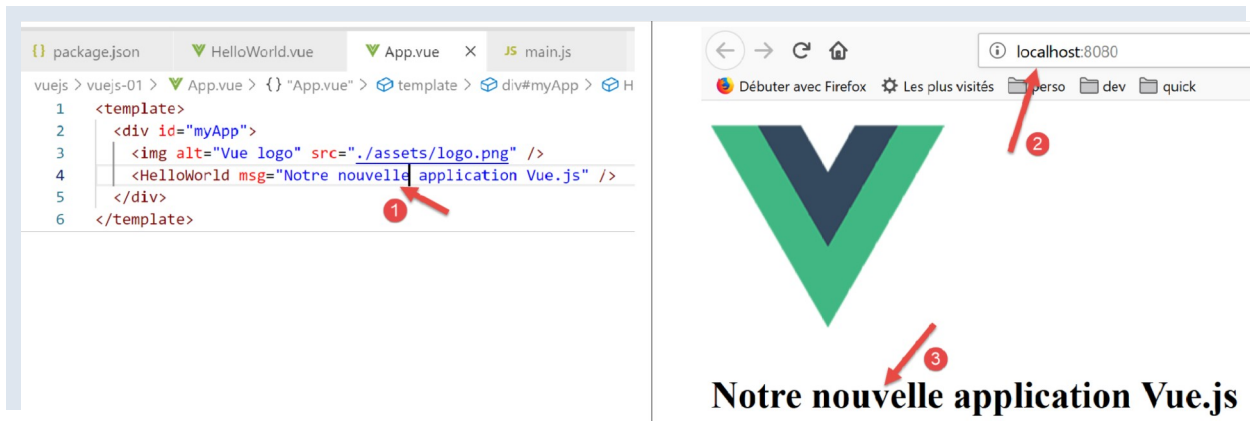 {} package.json HelloWorld.vue App.vue × JS main.js
vuejs > vuejs-01 > App.vue > {} "App.vue" > template > div#myApp > H
1 <template>
2 <div id="myApp">
3 <img alt="Vue logo" src="./assets/logo.png" />
4 <HelloWorld msg="Notre nouvelle application Vue.js" />
5 </div>
6 </template>
1
localhost:8080
Débuter avec Firefox Les plus visités perso dev quick
2
3
Notre nouvelle application Vue.js